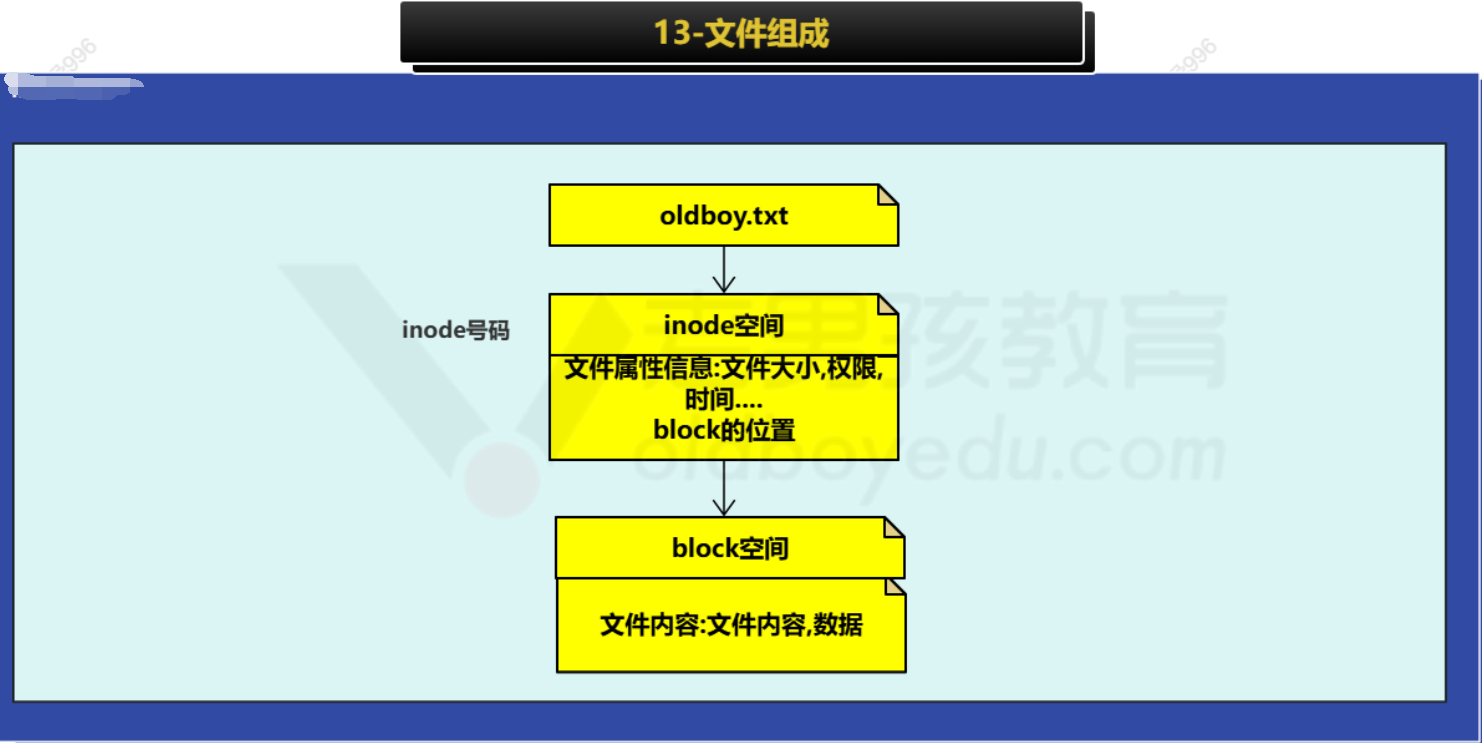 13-文件组成
oldboy.txt
inode号码
inode空间
文件属性信息:文件大小,权限,
时间....
block的位置
block空间
文件内容:文件内容,数据
老男孩教育
oldboyedu.com